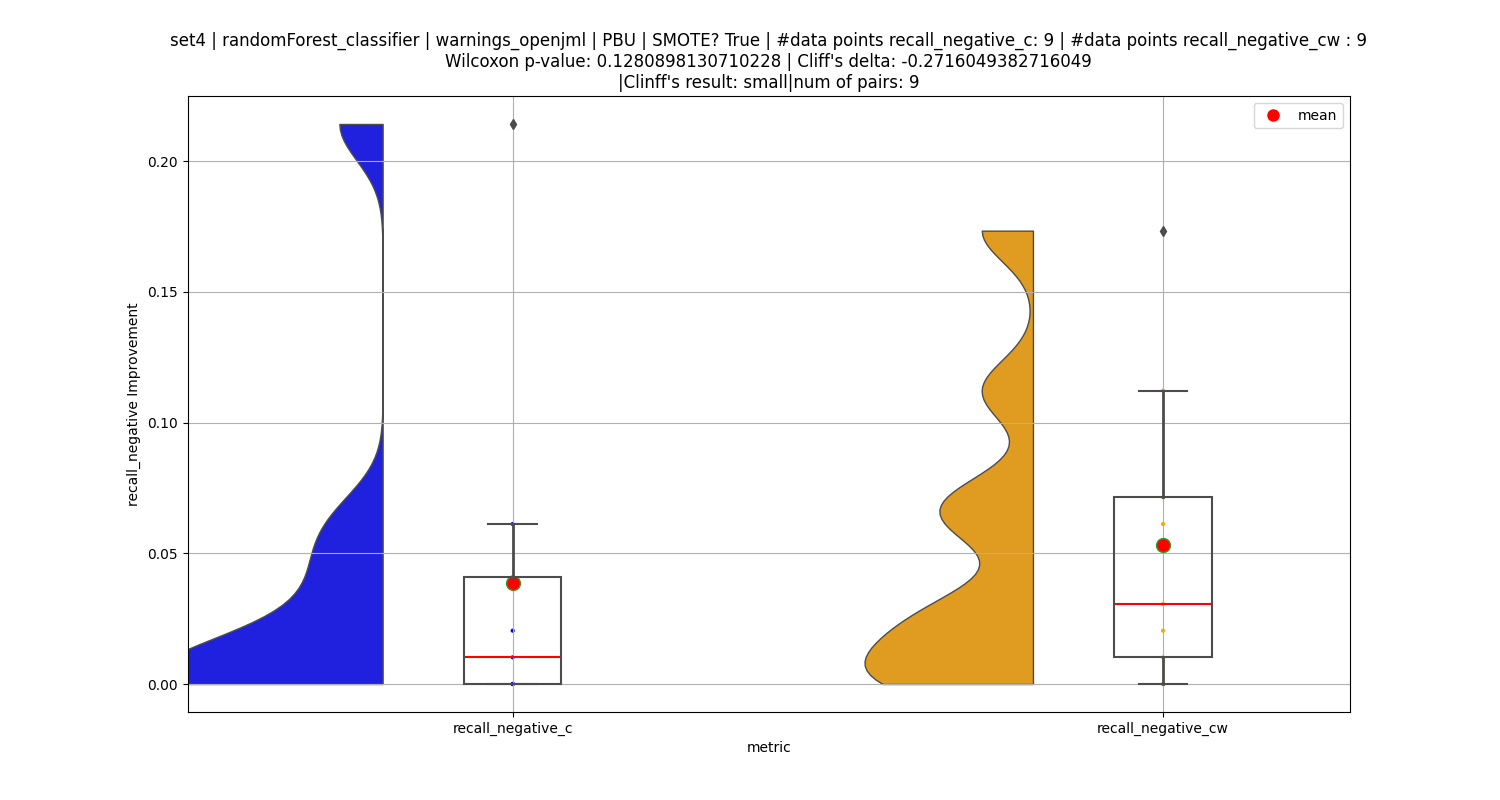 set4 | randomForest_classifier | warnings_openjml | PBU | SMOTE? True | #data points recall_negative_c: 9 | #data points recall_negative_cw : 9
Wilcoxon p-value: 0.1280898130710228 | Cliff's delta: -0.2716049382716049
|Clinff's result: small|num of pairs: 9
mean
0.20
0.15
0.10
0.05
0.00
recall_negative Improvement
recall_negative_c
recall_negative_cw
metric